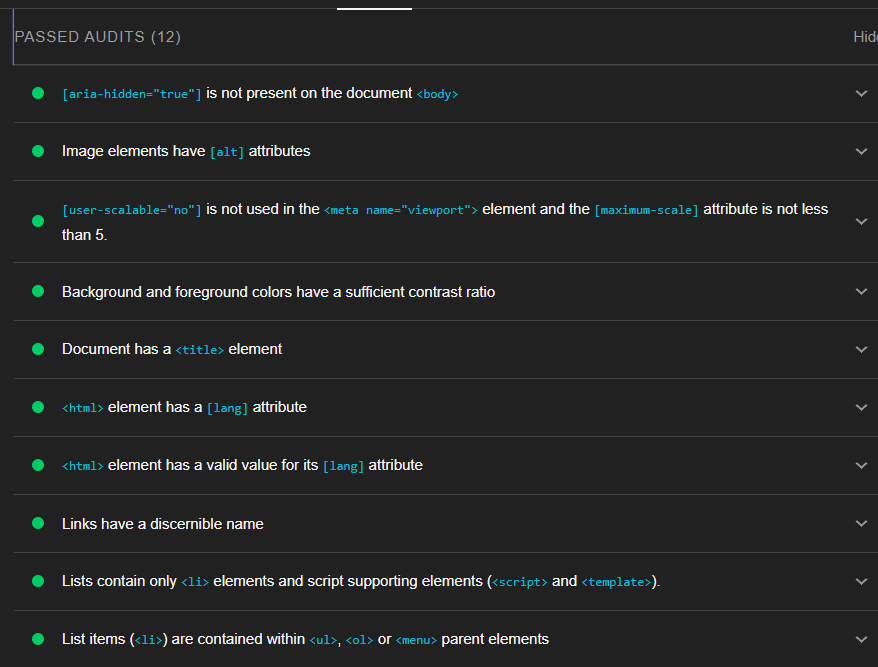 PASSED AUDITS (12)
Hide
[aria-hidden="true"] is not present on the document <body>
Image elements have [alt] attributes
[user-scalable="no"] is not used in the <meta name="viewport"> element and the [maximum-scale] attribute is not less
than 5.
Background and foreground colors have a sufficient contrast ratio
Document has a <title> element
<html> element has a [lang] attribute
<html> element has a valid value for its [lang] attribute
Links have a discernible name
Lists contain only <li> elements and script supporting elements (<script> and <template>).
List items (<li>) are contained within <ul>, <ol> or <menu> parent elements